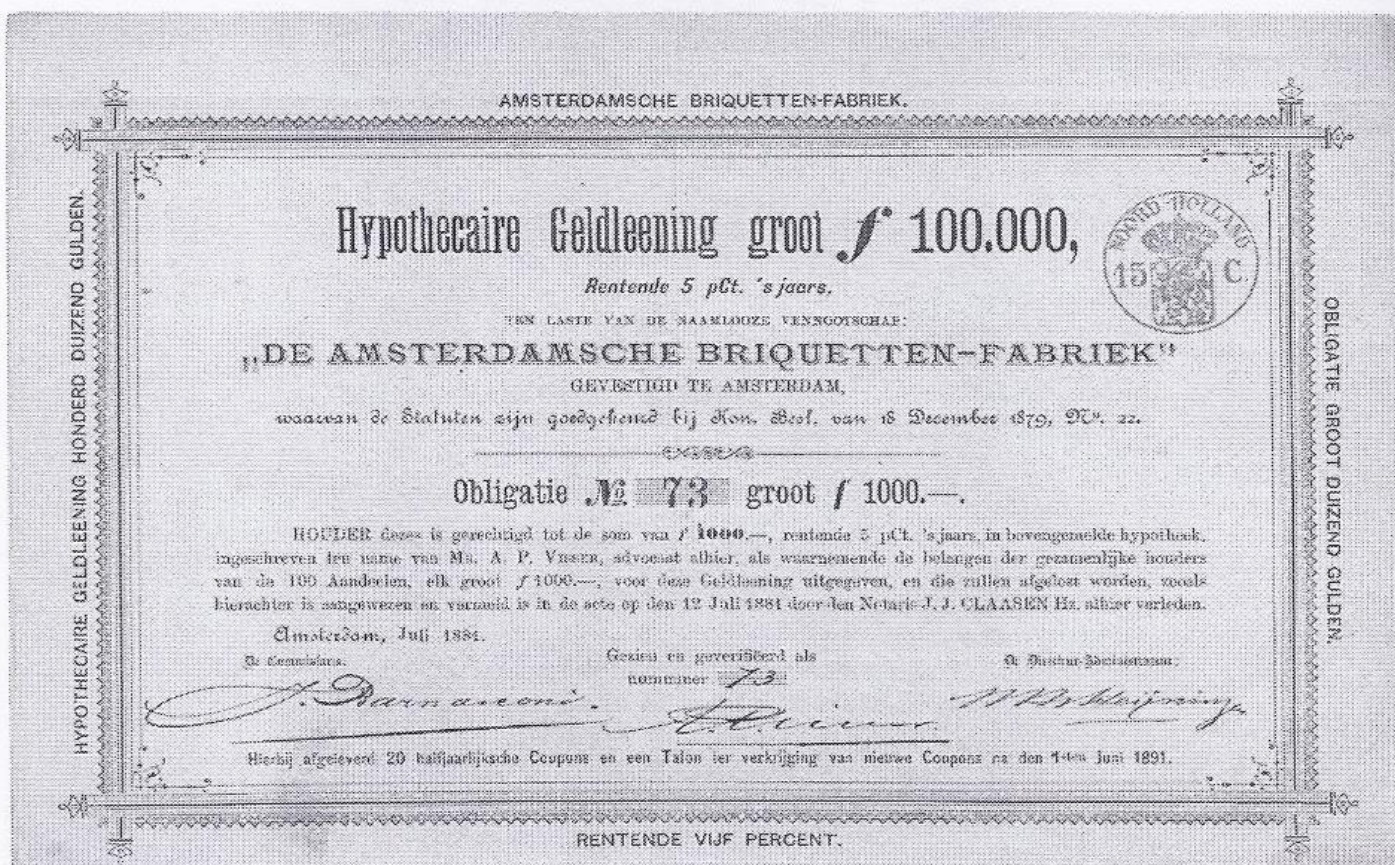 AMSTERDAMSCHE BRIQUETTEN-FABRIEK.
HYPOTHECAIRE GELDLEENING HONDERD DUIZEND GULDEN.
NOORD-HOLLAND
15 C.
Hypothecaire Geldleening groot f 100.000,
Rentende 5 pCt. 's jaars,
TEN LASTE VAN DE NAAMLOOZE VENNOOTSCHAP:
„DE AMSTERDAMSCHE BRIQUETTEN-FABRIEK"
GEVESTIGD TE AMSTERDAM,
waarvan de Statuten zijn goedgekeurd bij Kon. Besl. van 18 December 1879, No. 22.
Obligatie No 73 groot f 1000.—.
HOUDER dezes is gerechtigd tot de som van f 1000.—, rentende 5 pCt. 's jaars, in bovengemelde hypotheek,
ingeschreven ten name van Mr. A. P. advocaat alhier, als waarnemende de belangen der gezamenlijke houders
van de 100 Aandeelen, elk groot f 1000.—, voor deze Geldleening uitgegeven, en die zullen afgelost worden, zooals
hierachter is aangewezen en vermeld is in de acte op den 12 Juli 1881 door den Notaris J. J. CLAASEN Hz. alhier verleden.
Amsterdam, Juli 1881.
De Commissaris.
Gezien en geverifieerd als
nummer 73
De Directeur-
Hierbij afgeleverd 20 halfjaarlijksche Coupons en een Talon ter verkrijging van nieuwe Coupons na den 1sten Juni 1891.
OBLIGATIE GROOT DUIZEND GULDEN.
RENTENDE VIJF PERCENT.